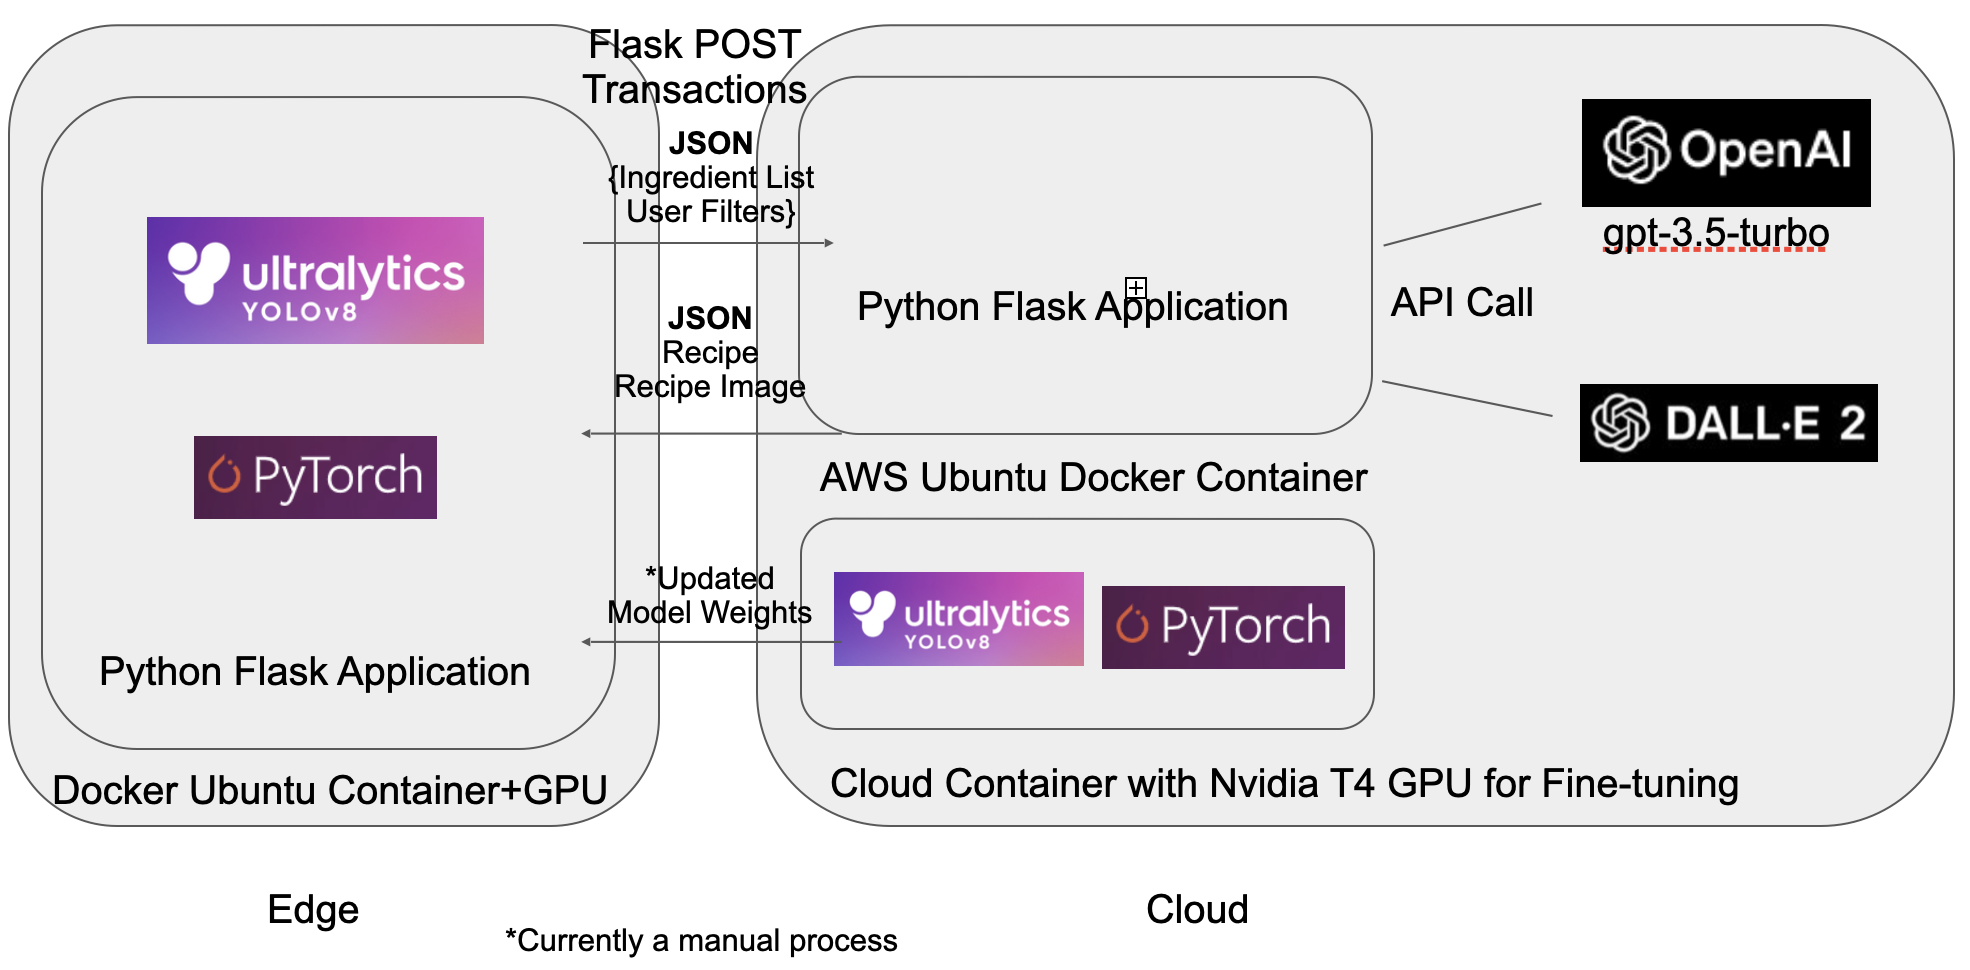 Flask POST
Transactions
JSON
{Ingredient List
User Filters}
JSON
Recipe
Recipe Image
*Updated
Model Weights
ultralytics
YOLOv8
PyTorch
Python Flask Application
Docker Ubuntu Container+GPU
Python Flask Application
AWS Ubuntu Docker Container
API Call
OpenAI
gpt-3.5-turbo
DALL·E 2
ultralytics
YOLOv8
PyTorch
Cloud Container with Nvidia T4 GPU for Fine-tuning
Edge
Cloud
*Currently a manual process